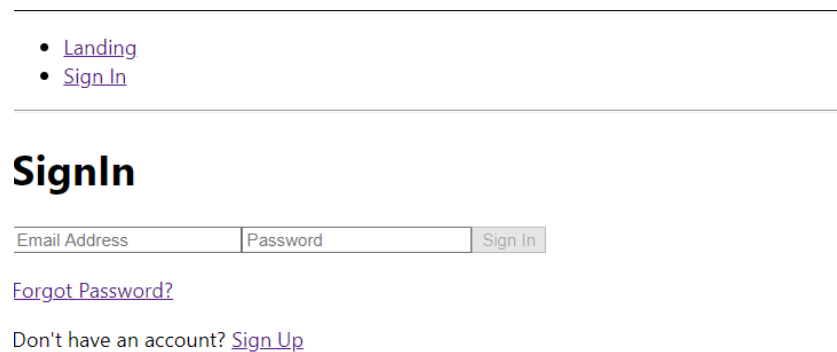 Landing
Sign In
SignIn
Email Address Password Sign In
Forgot Password?
Don't have an account? Sign Up